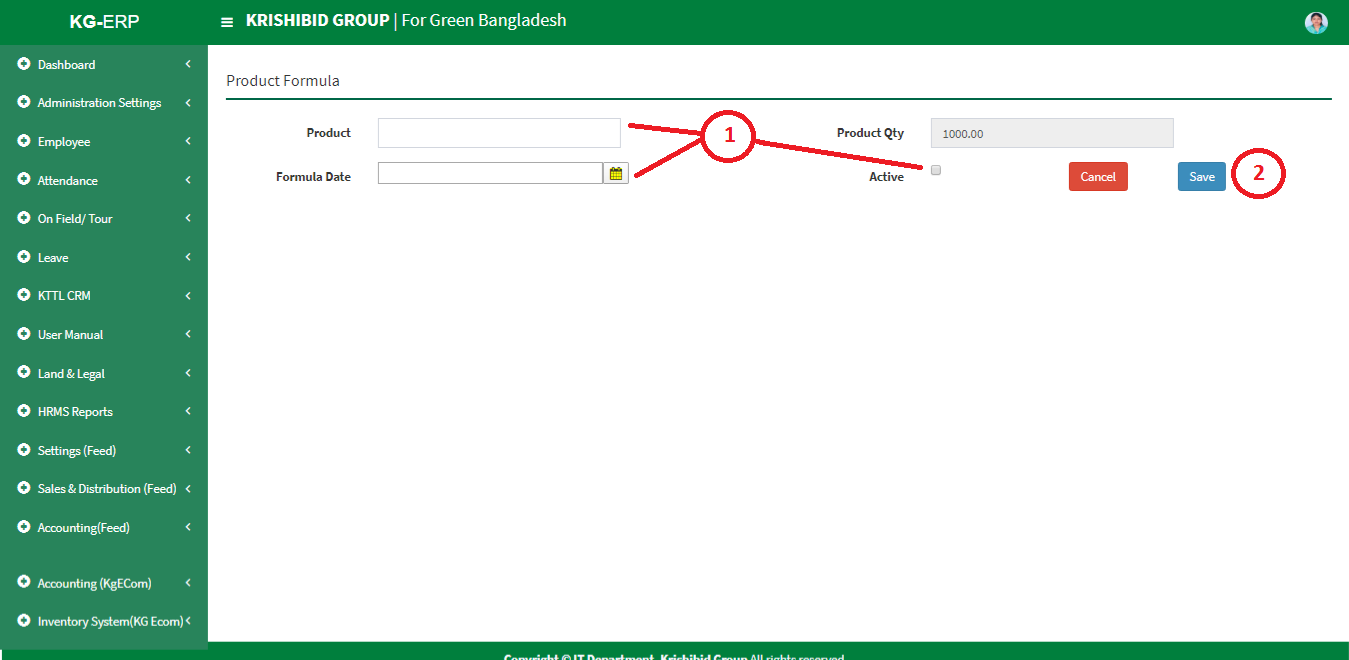 KG-ERP
KRISHIBID GROUP | For Green Bangladesh
Dashboard
Administration Settings
Employee
Attendance
On Field/ Tour
Leave
KTTL CRM
User Manual
Land & Legal
HRMS Reports
Settings (Feed)
Sales & Distribution (Feed)
Accounting(Feed)
Accounting (KgECom)
Inventory System(KG Ecom)
Product Formula
Product
1
Product Qty
1000.00
Formula Date
Active
Cancel
Save
2
Copyright © IT Department, Krishibid Group All rights reserved